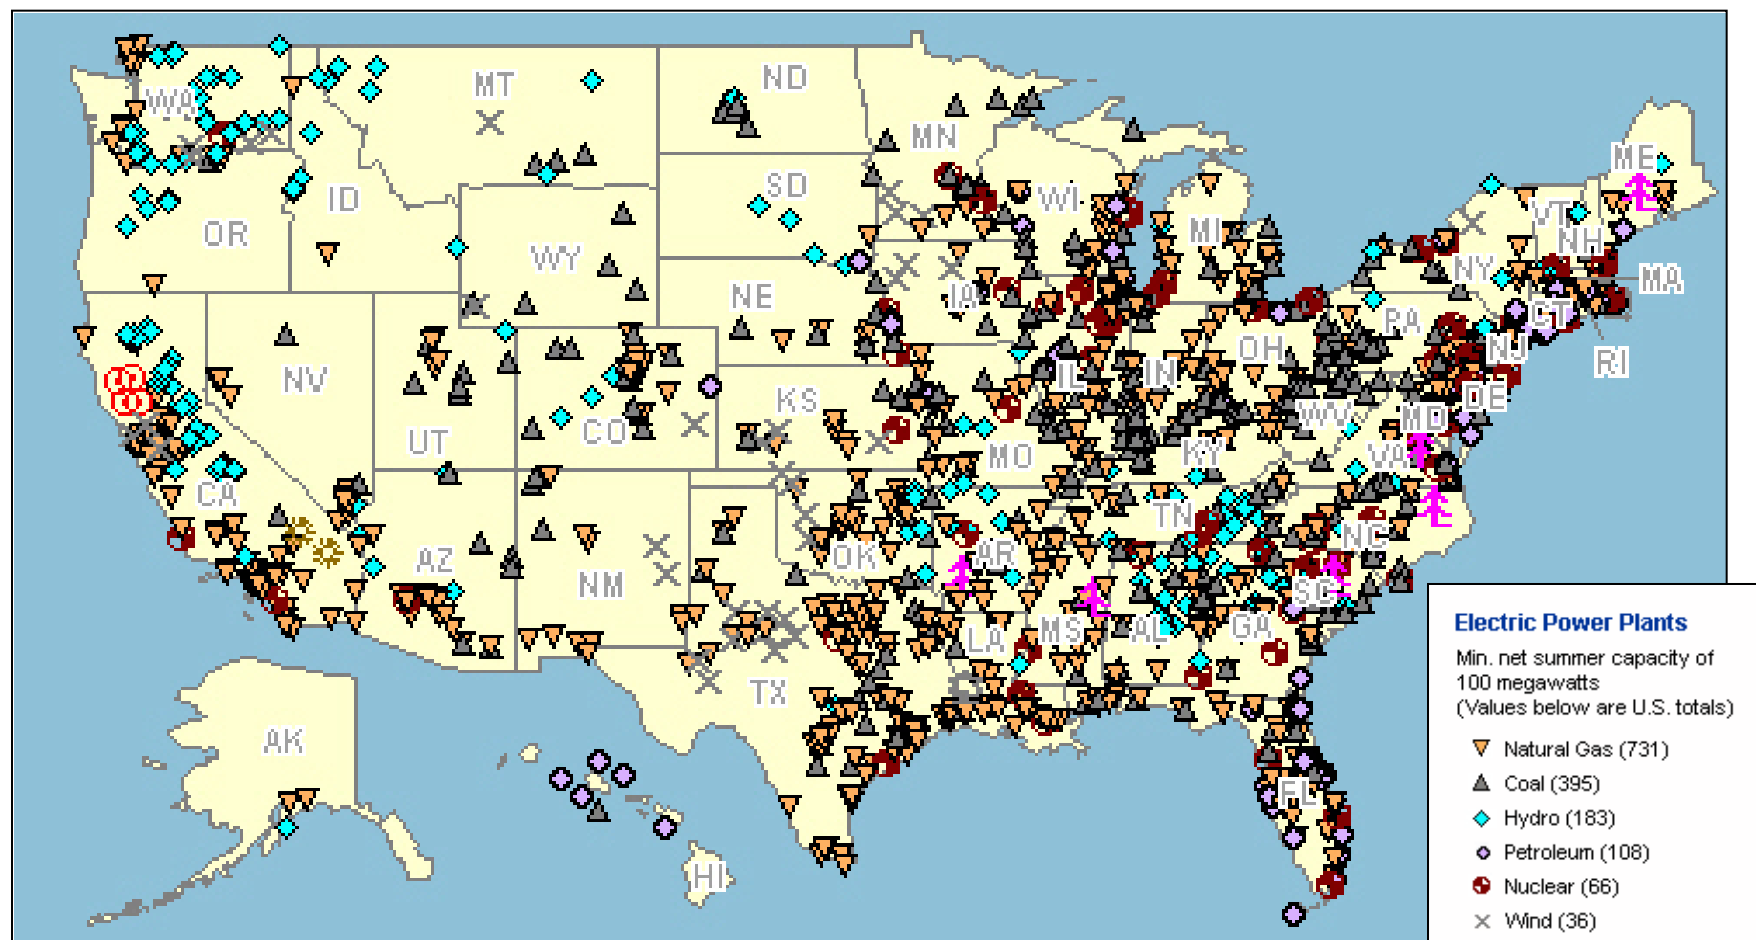 WA
MT
ND
MN
ME
SD
WI
ID
VT
OR
MI
NH
WY
NY
MA
NE
IA
CT
PA
OH
NJ
RI
NV
IL
IN
KS
DE
CO
WV
MD
UT
MO
KY
VA
CA
TN
NC
AZ
OK
AR
NM
SC
LA
MS
AL
GA
TX
AK
FL
HI
Electric Power Plants
Min. net summer capacity of
100 megawatts
(Values below are U.S. totals)
Natural Gas (731)
Coal (395)
Hydro (183)
Petroleum (108)
Nuclear (66)
Wind (36)